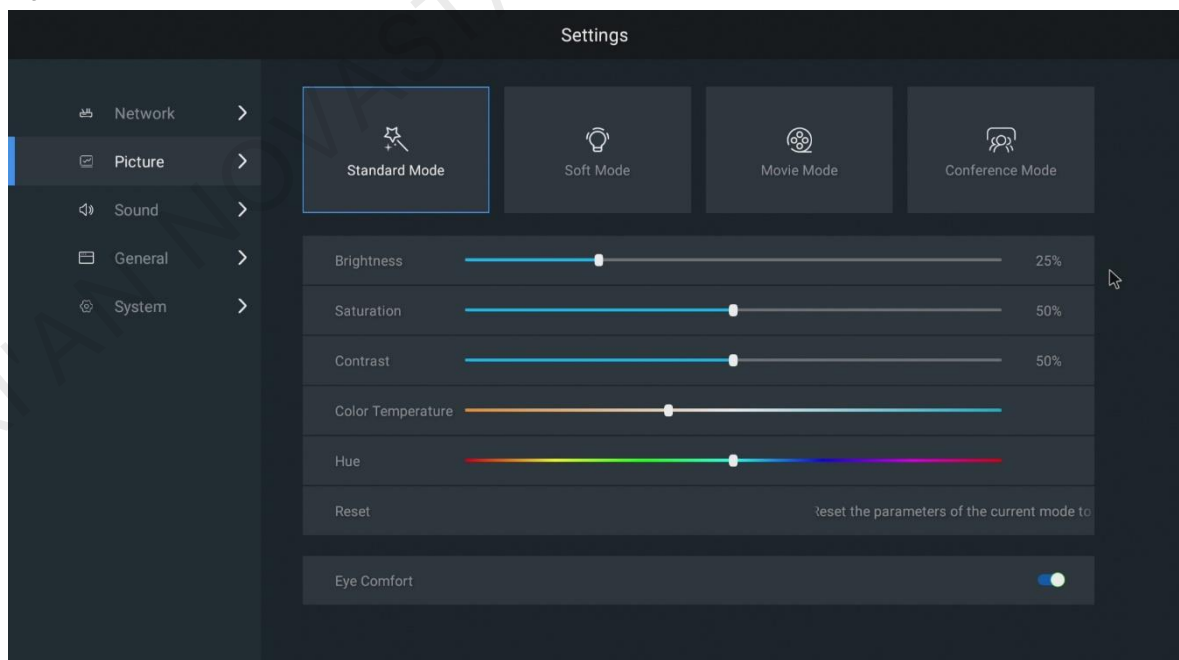 Settings
Network
Picture
Sound
General
System
Standard Mode
Soft Mode
Movie Mode
Conference Mode
Brightness 25%
Saturation 50%
Contrast 50%
Color Temperature
Hue
Reset Reset the parameters of the current mode to
Eye Comfort